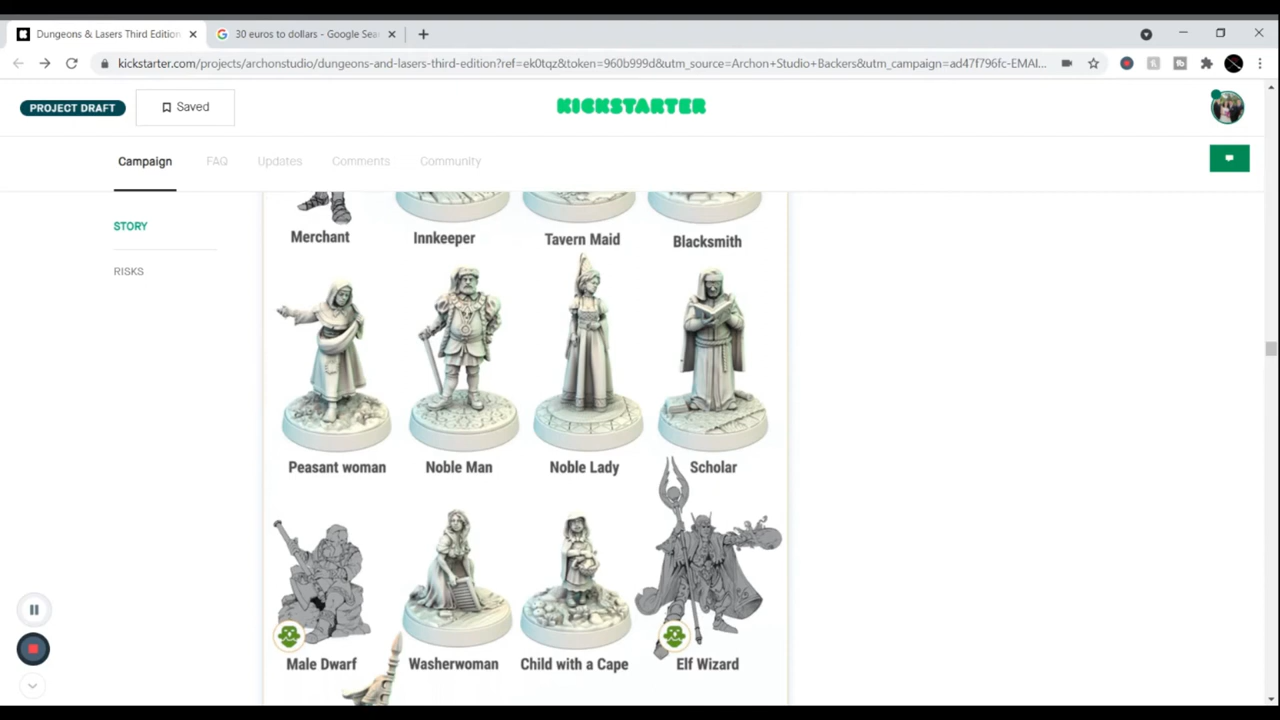 Dungeons & Lasers Third Edition
30 euros to dollars - Google Sea
kickstarter.com/projects/archonstudio/dungeons-and-lasers-third-edition?ref=ek0tqz&token=960b999d&utm_source=Archon+Studio+Backers&utm_campaign=ad47f796fc-EMAI...
PROJECT DRAFT
Saved
KICKSTARTER
Campaign
FAQ
Updates
Comments
Community
STORY
RISKS
Merchant
Innkeeper
Tavern Maid
Blacksmith
Peasant woman
Noble Man
Noble Lady
Scholar
Male Dwarf
Washerwoman
Child with a Cape
Elf Wizard